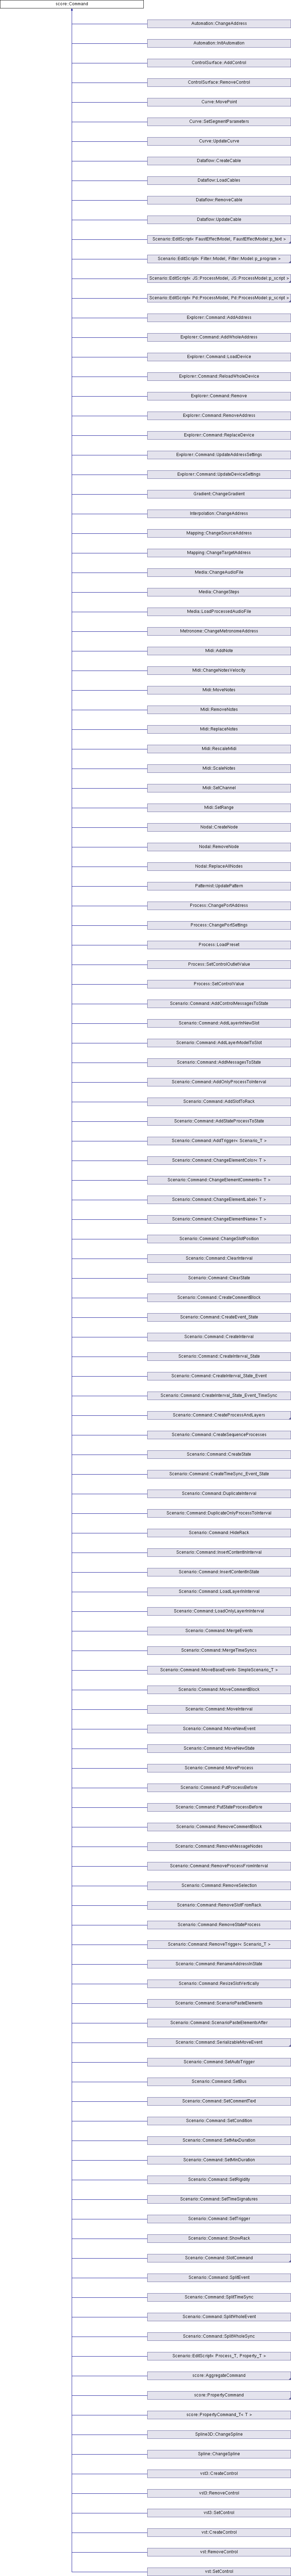 score::Command
Automation::ChangeAddress
Automation::InitAutomation
ControlSurface::AddControl
ControlSurface::RemoveControl
Curve::MovePoint
Curve::SetSegmentParameters
Curve::UpdateCurve
Dataflow::CreateCable
Dataflow::LoadCables
Dataflow::RemoveCable
Dataflow::UpdateCable
Scenario::EditScript< FaustEffectModel, FaustEffectModel::p_text >
Scenario::EditScript< Filter::Model, Filter::Model::p_program >
Scenario::EditScript< JS::ProcessModel, JS::ProcessModel::p_script >
Scenario::EditScript< Pd::ProcessModel, Pd::ProcessModel::p_script >
Explorer::Command::AddAddress
Explorer::Command::AddWholeAddress
Explorer::Command::LoadDevice
Explorer::Command::ReloadWholeDevice
Explorer::Command::Remove
Explorer::Command::RemoveAddress
Explorer::Command::ReplaceDevice
Explorer::Command::UpdateAddressSettings
Explorer::Command::UpdateDeviceSettings
Gradient::ChangeGradient
Interpolation::ChangeAddress
Mapping::ChangeSourceAddress
Mapping::ChangeTargetAddress
Media::ChangeAudioFile
Media::ChangeSteps
Media::LoadProcessedAudioFile
Metronome::ChangeMetronomeAddress
Midi::AddNote
Midi::ChangeNotesVelocity
Midi::MoveNotes
Midi::RemoveNotes
Midi::ReplaceNotes
Midi::RescaleMidi
Midi::ScaleNotes
Midi::SetChannel
Midi::SetRange
Nodal::CreateNode
Nodal::RemoveNode
Nodal::ReplaceAllNodes
Patternist::UpdatePattern
Process::ChangePortAddress
Process::ChangePortSettings
Process::LoadPreset
Process::SetControlOutletValue
Process::SetControlValue
Scenario::Command::AddControlMessagesToState
Scenario::Command::AddLayerInNewSlot
Scenario::Command::AddLayerModelToSlot
Scenario::Command::AddMessagesToState
Scenario::Command::AddOnlyProcessToInterval
Scenario::Command::AddSlotToRack
Scenario::Command::AddStateProcessToState
Scenario::Command::AddTrigger< Scenario_T >
Scenario::Command::ChangeElementColor< T >
Scenario::Command::ChangeElementComments< T >
Scenario::Command::ChangeElementLabel< T >
Scenario::Command::ChangeElementName< T >
Scenario::Command::ChangeSlotPosition
Scenario::Command::ClearInterval
Scenario::Command::ClearState
Scenario::Command::CreateCommentBlock
Scenario::Command::CreateEvent_State
Scenario::Command::CreateInterval
Scenario::Command::CreateInterval_State
Scenario::Command::CreateInterval_State_Event
Scenario::Command::CreateInterval_State_Event_TimeSync
Scenario::Command::CreateProcessAndLayers
Scenario::Command::CreateSequenceProcesses
Scenario::Command::CreateState
Scenario::Command::CreateTimeSync_Event_State
Scenario::Command::DuplicateInterval
Scenario::Command::DuplicateOnlyProcessToInterval
Scenario::Command::HideRack
Scenario::Command::InsertContentInInterval
Scenario::Command::InsertContentInState
Scenario::Command::LoadLayerInInterval
Scenario::Command::LoadOnlyLayerInInterval
Scenario::Command::MergeEvents
Scenario::Command::MergeTimeSyncs
Scenario::Command::MoveBaseEvent< SimpleScenario_T >
Scenario::Command::MoveCommentBlock
Scenario::Command::MoveInterval
Scenario::Command::MoveNewEvent
Scenario::Command::MoveNewState
Scenario::Command::MoveProcess
Scenario::Command::PutProcessBefore
Scenario::Command::PutStateProcessBefore
Scenario::Command::RemoveCommentBlock
Scenario::Command::RemoveMessageNodes
Scenario::Command::RemoveProcessFromInterval
Scenario::Command::RemoveSelection
Scenario::Command::RemoveSlotFromRack
Scenario::Command::RemoveStateProcess
Scenario::Command::RemoveTrigger< Scenario_T >
Scenario::Command::RenameAddressInState
Scenario::Command::ResizeSlotVertically
Scenario::Command::ScenarioPasteElements
Scenario::Command::ScenarioPasteElementsAfter
Scenario::Command::SerializableMoveEvent
Scenario::Command::SetAutoTrigger
Scenario::Command::SetBus
Scenario::Command::SetCommentText
Scenario::Command::SetCondition
Scenario::Command::SetMaxDuration
Scenario::Command::SetMinDuration
Scenario::Command::SetRigidity
Scenario::Command::SetTimeSignatures
Scenario::Command::SetTrigger
Scenario::Command::ShowRack
Scenario::Command::SlotCommand
Scenario::Command::SplitEvent
Scenario::Command::SplitTimeSync
Scenario::Command::SplitWholeEvent
Scenario::Command::SplitWholeSync
Scenario::EditScript< Process_T, Property_T >
score::AggregateCommand
score::PropertyCommand
score::PropertyCommand_T< T >
Spline3D::ChangeSpline
Spline::ChangeSpline
vst3::CreateControl
vst3::RemoveControl
vst3::SetControl
vst::CreateControl
vst::RemoveControl
vst::SetControl